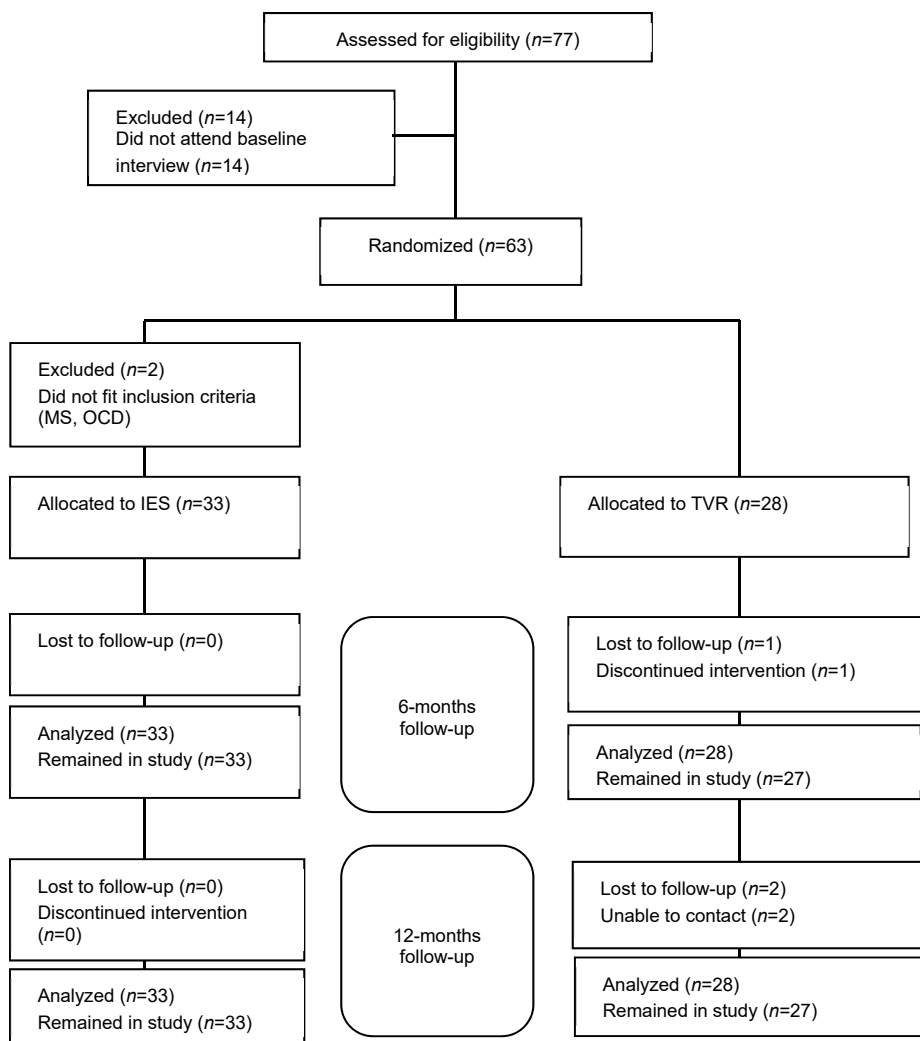 Assessed for eligibility (n=77)
Excluded (n=14)
Did not attend baseline
interview (n=14)
Randomized (n=63)
Excluded (n=2)
Did not fit inclusion criteria
(MS, OCD)
Allocated to IES (n=33)
Allocated to TVR (n=28)
Lost to follow-up (n=0)
6-months
follow-up
Lost to follow-up (n=1)
Discontinued intervention (n=1)
Analyzed (n=33)
Remained in study (n=33)
Analyzed (n=28)
Remained in study (n=27)
Lost to follow-up (n=0)
Discontinued intervention
(n=0)
12-months
follow-up
Lost to follow-up (n=2)
Unable to contact (n=2)
Analyzed (n=33)
Remained in study (n=33)
Analyzed (n=28)
Remained in study (n=27)